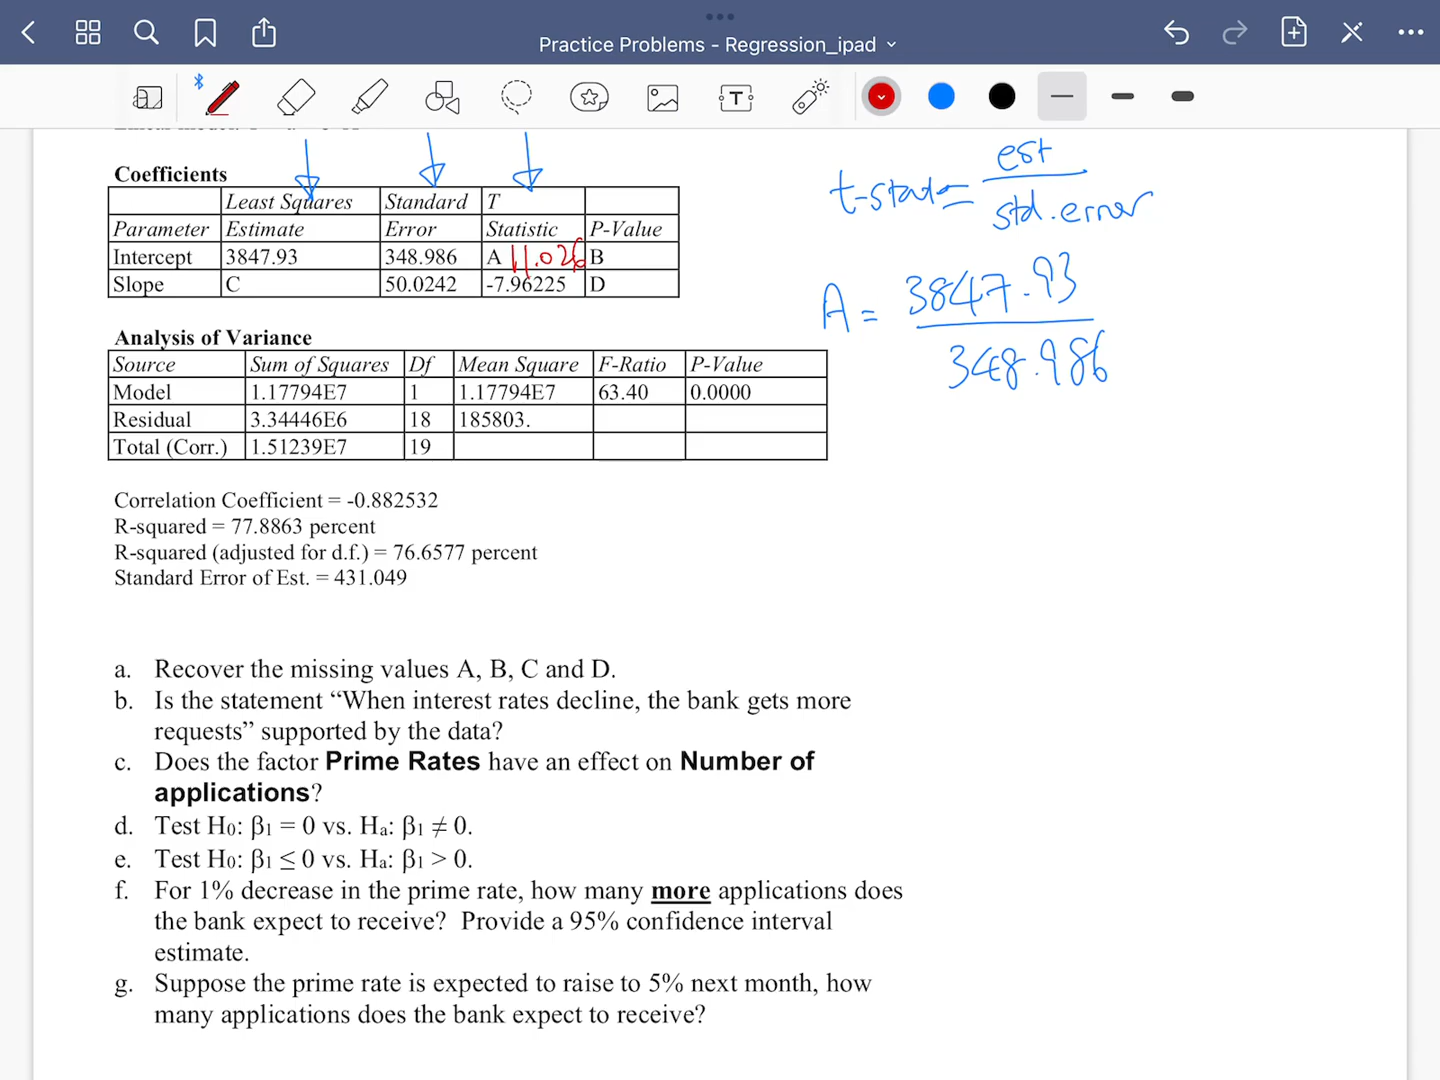 Practice Problems - Regression_ipad
Coefficients
Least Squares Standard T
Parameter Estimate Error Statistic P-Value
Intercept 3847.93 348.986 A 11.026 B
Slope C 50.0242 -7.96225 D
t-stat = est / std.error
A = 3847.93 / 348.986
Analysis of Variance
Source Sum of Squares Df Mean Square F-Ratio P-Value
Model 1.17794E7 1 1.17794E7 63.40 0.0000
Residual 3.34446E6 18 185803.
Total (Corr.) 1.51239E7 19
Correlation Coefficient = -0.882532
R-squared = 77.8863 percent
R-squared (adjusted for d.f.) = 76.6577 percent
Standard Error of Est. = 431.049
a. Recover the missing values A, B, C and D.
b. Is the statement “When interest rates decline, the bank gets more
requests” supported by the data?
c. Does the factor Prime Rates have an effect on Number of
applications?
d. Test H0: β1 = 0 vs. Ha: β1 ≠ 0.
e. Test H0: β1 ≤ 0 vs. Ha: β1 > 0.
f. For 1% decrease in the prime rate, how many more applications does
the bank expect to receive? Provide a 95% confidence interval
estimate.
g. Suppose the prime rate is expected to raise to 5% next month, how
many applications does the bank expect to receive?